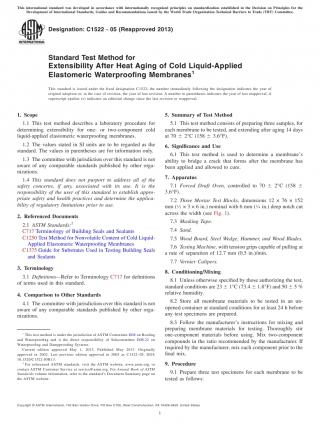 This international standard was developed in accordance with internationally recognized principles on standardization established in the Decision on Principles for the
Development of International Standards, Guides and Recommendations issued by the World Trade Organization Technical Barriers to Trade (TBT) Committee.
Designation: C1522 − 05 (Reapproved 2013)
Standard Test Method for
Extensibility After Heat Aging of Cold Liquid-Applied
Elastomeric Waterproofing Membranes1
This standard is issued under the fixed designation C1522; the number immediately following the designation indicates the year of
original adoption or, in the case of revision, the year of last revision. A number in parentheses indicates the year of last reapproval. A
superscript epsilon (ε) indicates an editorial change since the last revision or reapproval.
1. Scope
1.1 This test method describes a laboratory procedure for
determining extensibility for one- or two-component cold
liquid-applied elastomeric waterproofing membranes.
1.2 The values stated in SI units are to be regarded as the
standard. The values in parentheses are for information only.
1.3 The committee with jurisdiction over this standard is not
aware of any comparable standards published by other orga-
nizations.
1.4 This standard does not purport to address all of the
safety concerns, if any, associated with its use. It is the
responsibility of the user of this standard to establish appro-
priate safety and health practices and determine the applica-
bility of regulatory limitations prior to use.
2. Referenced Documents
2.1 ASTM Standards:2
C717 Terminology of Building Seals and Sealants
C1250 Test Method for Nonvolatile Content of Cold Liquid-
Applied Elastomeric Waterproofing Membranes
C1375 Guide for Substrates Used in Testing Building Seals
and Sealants
3. Terminology
3.1 Definitions—Refer to Terminology C717 for definitions
of terms used in this standard.
4. Comparison to Other Standards
4.1 The committee with jurisdiction over this standard is not
aware of any comparable standards published by other orga-
nizations.
1 This test method is under the jurisdiction of ASTM Committee D08 on Roofing
and Waterproofing and is the direct responsibility of Subcommittee D08.22 on
Waterproofing and Dampproofing Systems.
Current edition approved May 1, 2013. Published May 2013. Originally
approved in 2002. Last previous edition approved in 2005 as C1522–05. DOI:
10.1520/C1522-05R13.
2 For referenced ASTM standards, visit the ASTM website, www.astm.org, or
contact ASTM Customer Service at service@astm.org. For Annual Book of ASTM
Standards volume information, refer to the standard's Document Summary page on
the ASTM website.
5. Summary of Test Method
5.1 This test method consists of preparing three samples, for
each membrane to be tested, and extending after aging 14 days
at 70 ± 2°C (158 ± 3.6°F).
6. Significance and Use
6.1 This test method is used to determine a membrane's
ability to bridge a crack that forms after the membrane has
been applied and allowed to cure.
7. Apparatus
7.1 Forced Draft Oven, controlled to 70 ± 2°C (158 ±
3.6°F).
7.2 Three Mortar Test Blocks, dimensions 12 × 76 × 152
mm (½ × 3 × 6 in.) nominal with 6 mm (¼ in.) deep notch cut
across the width (see Fig. 1).
7.3 Masking Tape.
7.4 Sand.
7.5 Wood Board, Steel Wedge, Hammer, and Wood Blades.
7.6 Testing Machine, with tension grips capable of pulling at
a rate of separation of 12.7 mm (0.5 in.)/min.
7.7 Vernier Calipers.
8. Conditioning/Mixing
8.1 Unless otherwise specified by those authorizing the test,
standard conditions are 23 ± 1°C (73.4 ± 1.8°F) and 50 ± 5 %
relative humidity.
8.2 Store all membrane materials to be tested in an un-
opened container at standard conditions for at least 24 h before
any test specimens are prepared.
8.3 Follow the manufacturer's instructions for mixing and
preparing membrane materials for testing. Thoroughly stir
one-component materials before using. Mix two-component
compounds in the ratio recommended by the manufacturer. If
required by the manufacturer, mix each component prior to the
final mix.
9. Procedure
9.1 Prepare three test specimens for each membrane to be
tested as follows:
Copyright © ASTM International, 100 Barr Harbor Drive, PO Box C700, West Conshohocken, PA 19428-2959. United States
1